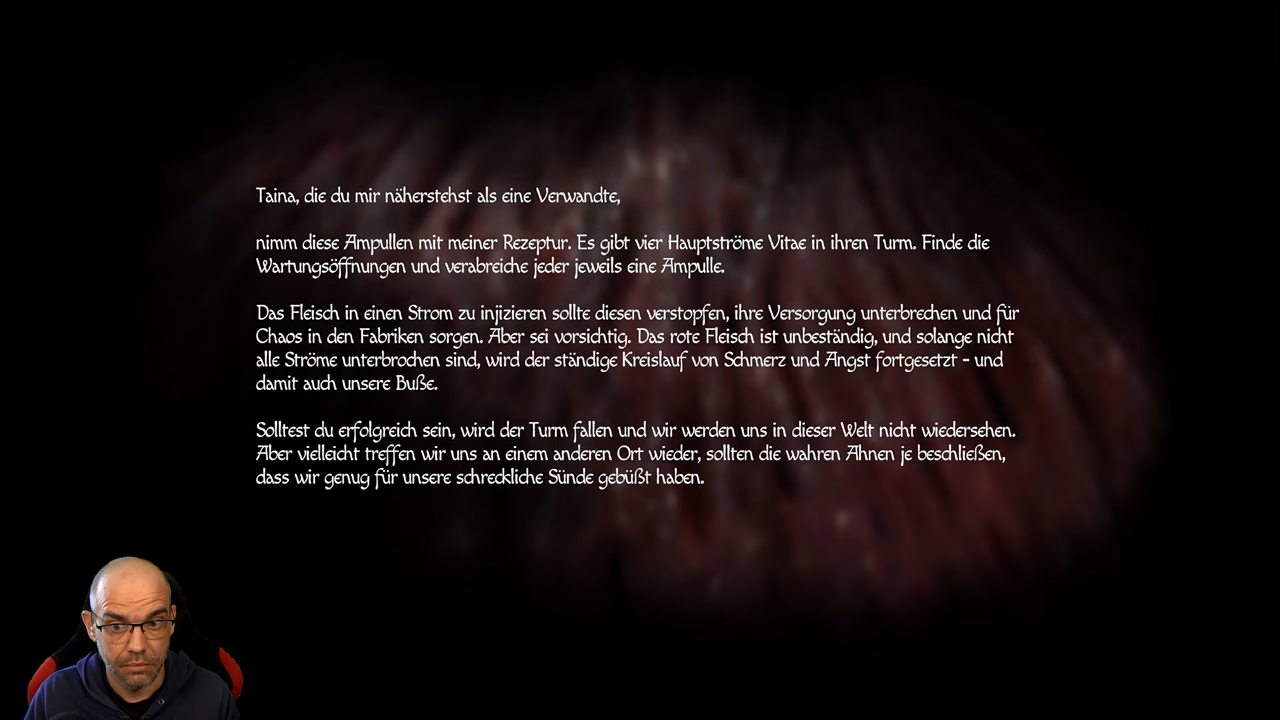 Taina, die du mir näherstehst als eine Verwandte,
nimm diese Ampullen mit meiner Rezeptur. Es gibt vier Hauptströme Vitae in ihren Turm. Finde die
Wartungsöffnungen und verabreiche jeder jeweils eine Ampulle.
Das Fleisch in einen Strom zu injizieren sollte diesen verstopfen, ihre Versorgung unterbrechen und für
Chaos in den Fabriken sorgen. Aber sei vorsichtig. Das rote Fleisch ist unbeständig, und solange nicht
alle Ströme unterbrochen sind, wird der ständige Kreislauf von Schmerz und Angst fortgesetzt - und
damit auch unsere Buße.
Solltest du erfolgreich sein, wird der Turm fallen und wir werden uns in dieser Welt nicht wiedersehen.
Aber vielleicht treffen wir uns an einem anderen Ort wieder, sollten die wahren Ahnen je beschließen,
dass wir genug für unsere schreckliche Sünde gebüßt haben.